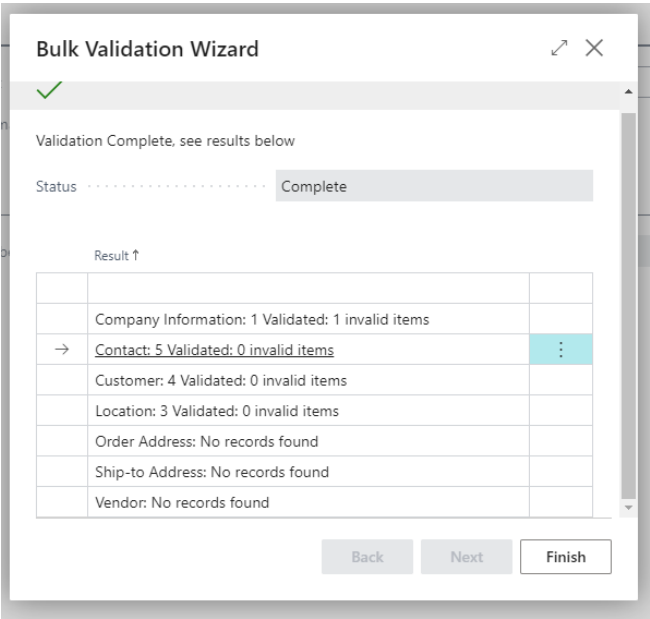 Bulk Validation Wizard
Validation Complete, see results below
Status
Complete
Result ↑
Company Information: 1 Validated: 1 invalid items
Contact: 5 Validated: 0 invalid items
Customer: 4 Validated: 0 invalid items
Location: 3 Validated: 0 invalid items
Order Address: No records found
Ship-to Address: No records found
Vendor: No records found
Back Next Finish